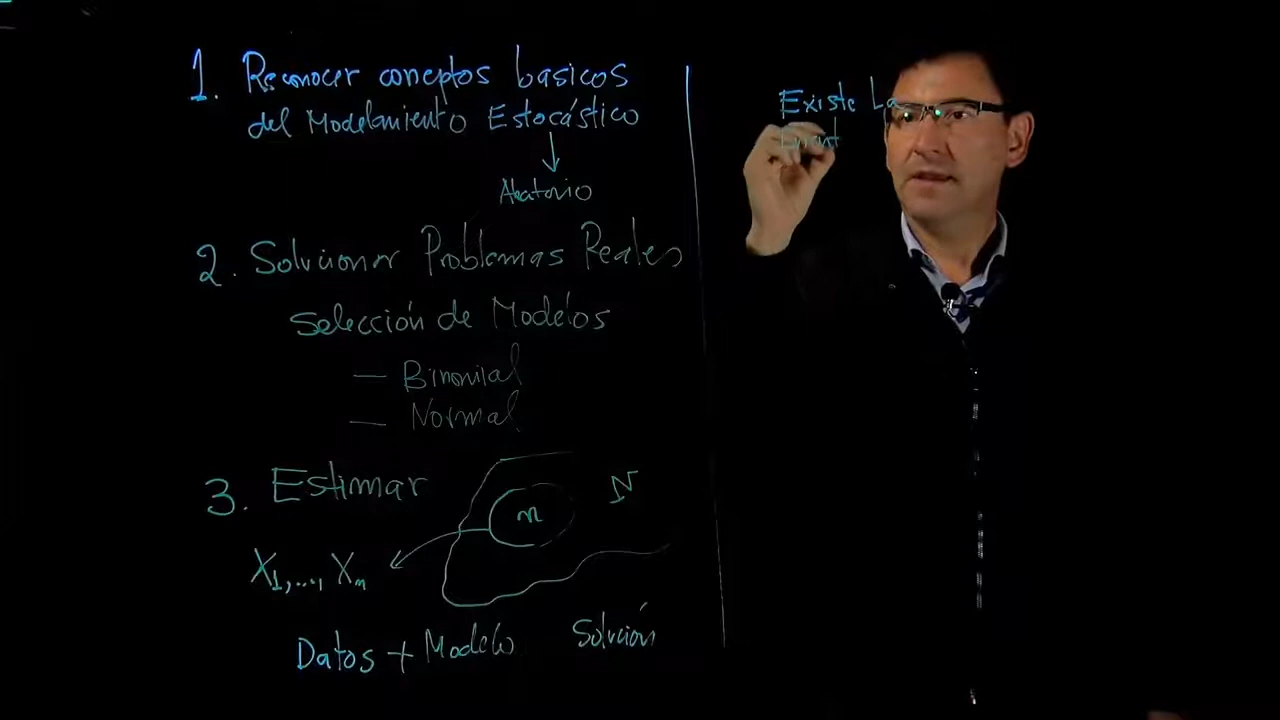 1. Reconocer coneptos basicos
del Modelamiento Estocástico
Aleatorio
2. Solucionar Problemas Reales
Selección de Modelos
— Binomial
— Normal
3. Estimar
n
N
X1,..., Xn
Datos + Modelo Solución
Existe La